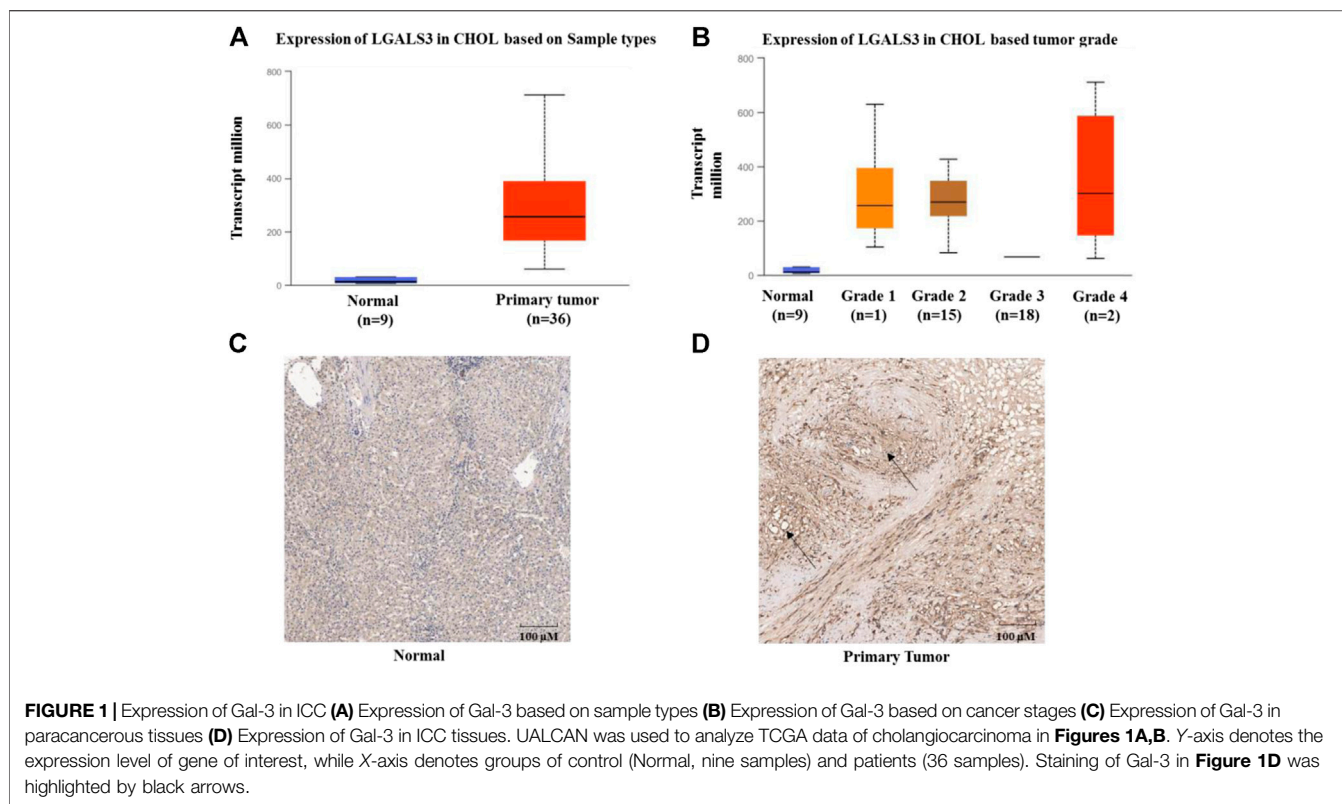 A Expression of LGALS3 in CHOL based on Sample types
Transcript million
800
600
400
200
0
Normal
(n=9)
Primary tumor
(n=36)
B Expression of LGALS3 in CHOL based tumor grade
Transcript
million
800
600
400
200
0
Normal
(n=9)
Grade 1
(n=1)
Grade 2
(n=15)
Grade 3
(n=18)
Grade 4
(n=2)
C
100 µM
Normal
D
100 µM
Primary Tumor
FIGURE 1 | Expression of Gal-3 in ICC (A) Expression of Gal-3 based on sample types (B) Expression of Gal-3 based on cancer stages (C) Expression of Gal-3 in
paracancerous tissues (D) Expression of Gal-3 in ICC tissues. UALCAN was used to analyze TCGA data of cholangiocarcinoma in Figures 1A,B. Y-axis denotes the
expression level of gene of interest, while X-axis denotes groups of control (Normal, nine samples) and patients (36 samples). Staining of Gal-3 in Figure 1D was
highlighted by black arrows.